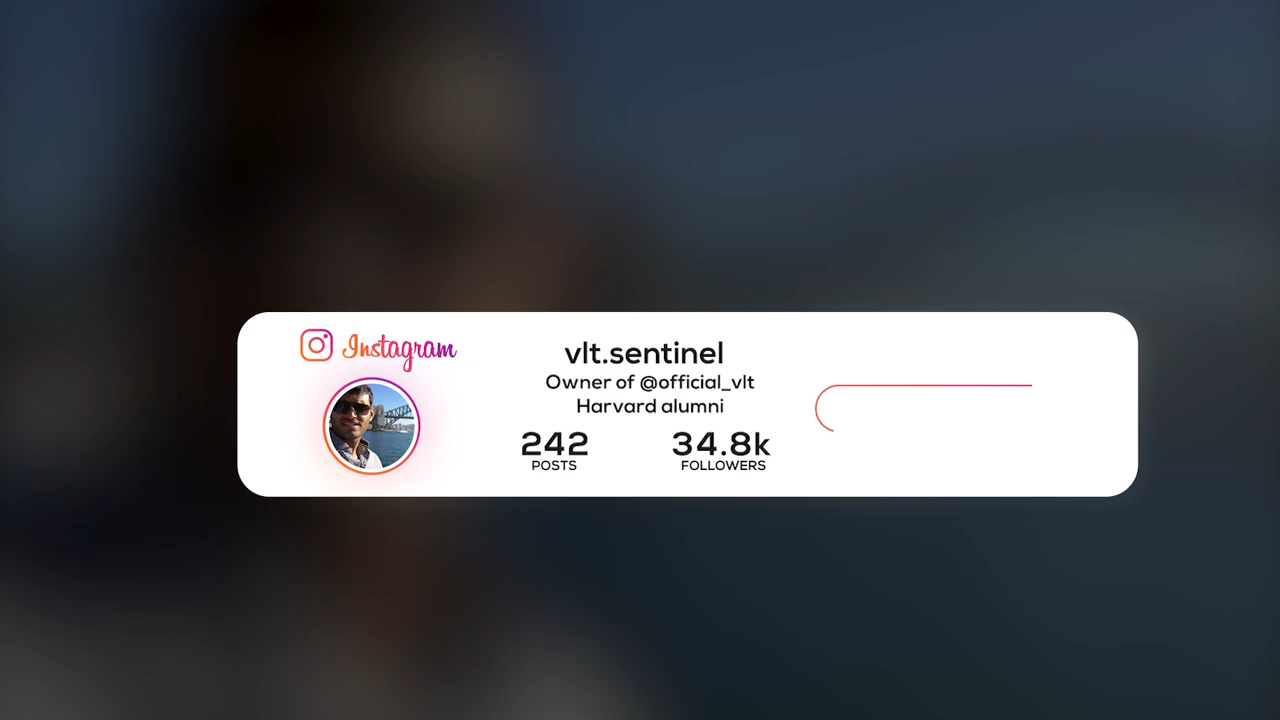 Instagram
vlt.sentinel
Owner of @official_vlt
Harvard alumni
242 34.8k
POSTS FOLLOWERS